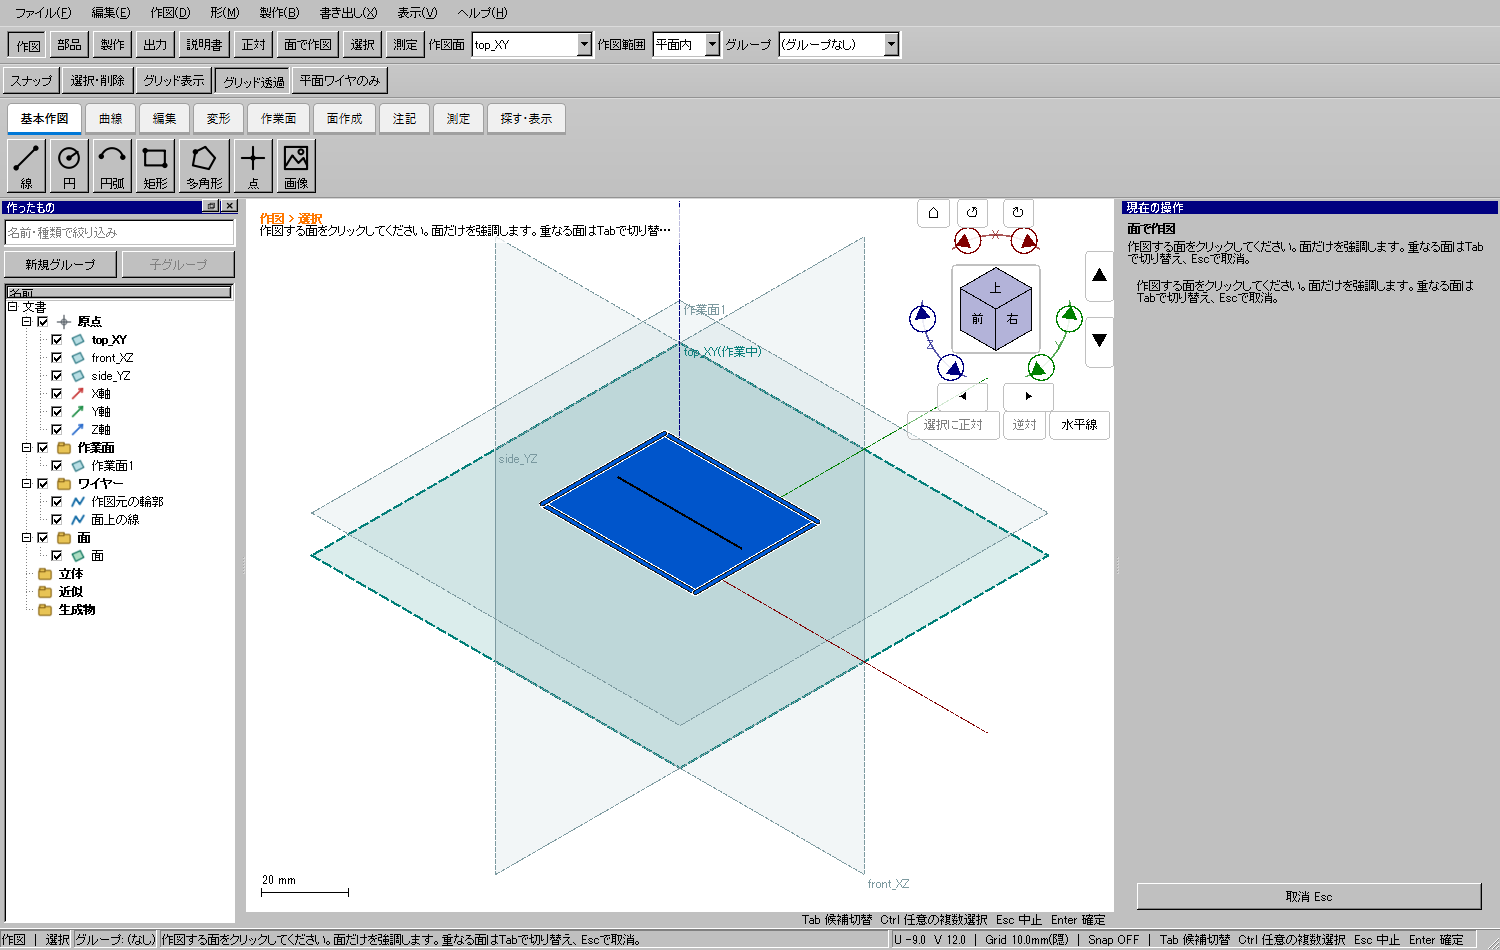 ファイル(F) 編集(E) 作図(D) 形(M) 製作(B) 書き出し(X) 表示(V) ヘルプ(H)
作図 部品 製作 出力 説明書 正対 面で作図 選択 測定 作図面 top_XY 作図範囲 平面内 グループ (グループなし)
スナップ 選択・削除 グリッド表示 グリッド透過 平面ワイヤのみ
基本作図 曲線 編集 変形 作業面 面作成 注記 測定 探す・表示
線 円 円弧 矩形 多角形 点 画像
作ったもの
名前・種類で絞り込み
新規グループ 子グループ
名前
文書
原点
top_XY
front_XZ
side_YZ
X軸
Y軸
Z軸
作業面
作業面1
ワイヤー
作図元の輪郭
面上の線
面
面
立体
近似
生成物
作図 > 選択
作図する面をクリックしてください。面だけを強調します。重なる面はTabで切り替…
作業面1
top_XY(作業中)
side_YZ
front_XZ
20 mm
X
上
前 右
Z
Y
選択に正対 逆対 水平線
Tab 候補切替 Ctrl 任意の複数選択 Esc 中止 Enter 確定
現在の操作
面で作図
作図する面をクリックしてください。面だけを強調します。重なる面はTab
で切り替え、Escで取消。
作図する面をクリックしてください。面だけを強調します。重なる面は
Tabで切り替え、Escで取消。
取消 Esc
作図 | 選択 グループ: (なし) 作図する面をクリックしてください。面だけを強調します。重なる面はTabで切り替え、Escで取消。 U -9.0 V 12.0 | Grid 10.0mm(隠) | Snap OFF | Tab 候補切替 Ctrl 任意の複数選択 Esc 中止 Enter 確定